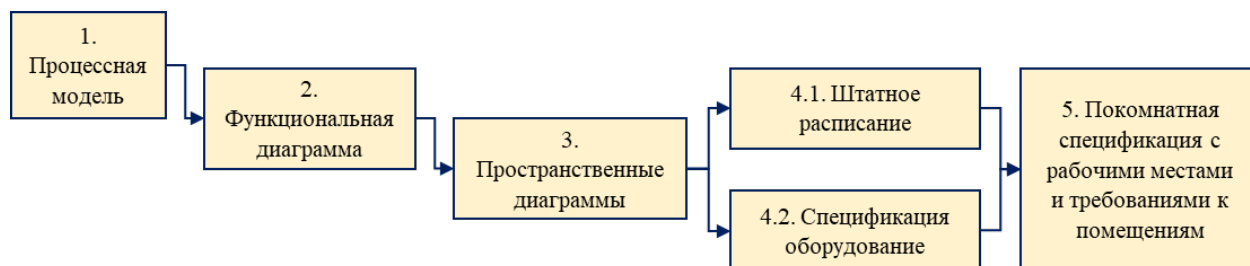 1.
Процессная
модель
2.
Функциональная
диаграмма
3.
Пространственные
диаграммы
4.1. Штатное
расписание
4.2. Спецификация
оборудование
5. Покомнатная
спецификация с
рабочими местами
и требованиями к
помещениям